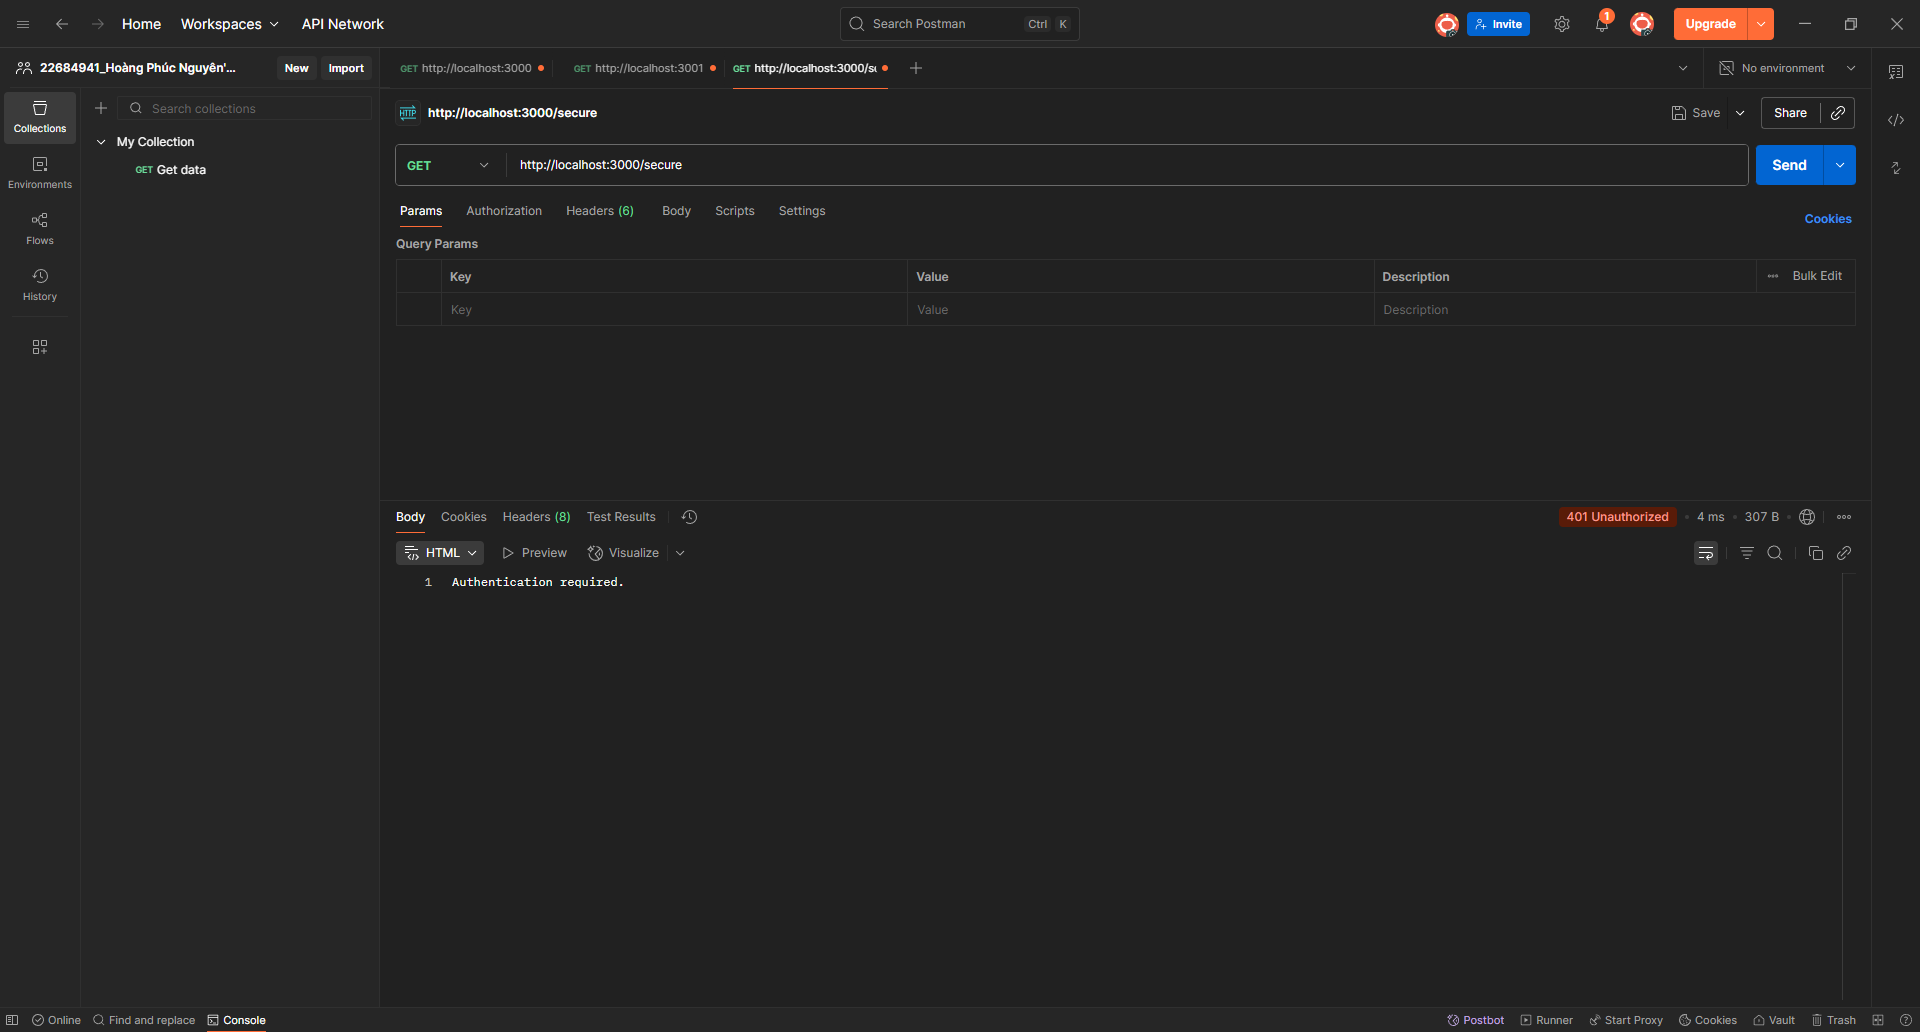 Home Workspaces API Network Search Postman Ctrl K Invite 1 Upgrade
22684941_Hoàng Phúc Nguyên'... New Import
GET http://localhost:3000 GET http://localhost:3001 GET http://localhost:3000/se No environment
Collections
Environments
Flows
History
Search collections
My Collection
GET Get data
HTTP http://localhost:3000/secure Save Share
GET http://localhost:3000/secure Send
Params Authorization Headers (6) Body Scripts Settings Cookies
Query Params
Key Value Description Bulk Edit
Key Value Description
Body Cookies Headers (8) Test Results 401 Unauthorized 4 ms 307 B
HTML Preview Visualize
1 Authentication required.
Online Find and replace Console Postbot Runner Start Proxy Cookies Vault Trash